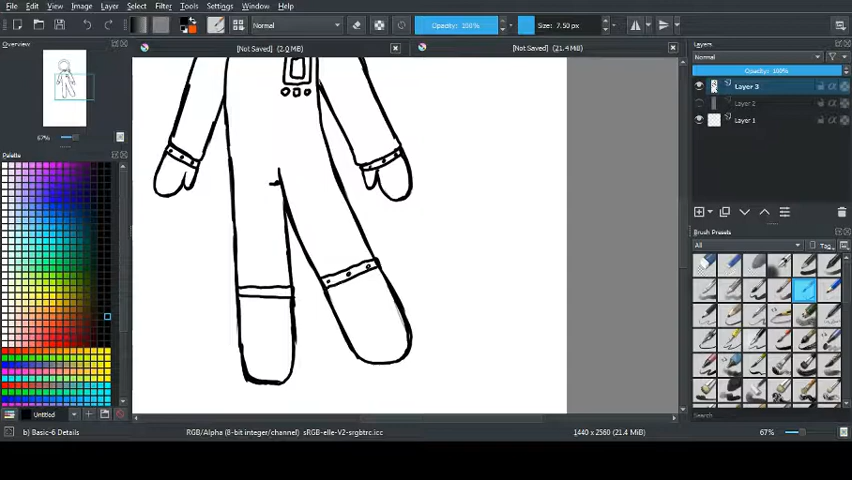 File Edit View Image Layer Select Filter Tools Settings Window Help
Normal Opacity: 100% Size: 7.50 px
Overview
[Not Saved] (2.0 MB)
[Not Saved] (21.4 MB)
Layers
Normal
Opacity: 100%
Layer 3
Layer 2
Layer 1
67%
Palette
Brush Presets
All Tag
Untitled
Search
b) Basic-6 Details
RGB/Alpha (8-bit integer/channel) sRGB-elle-V2-srgbtrc.icc
1440 x 2560 (21.4 MiB)
67%